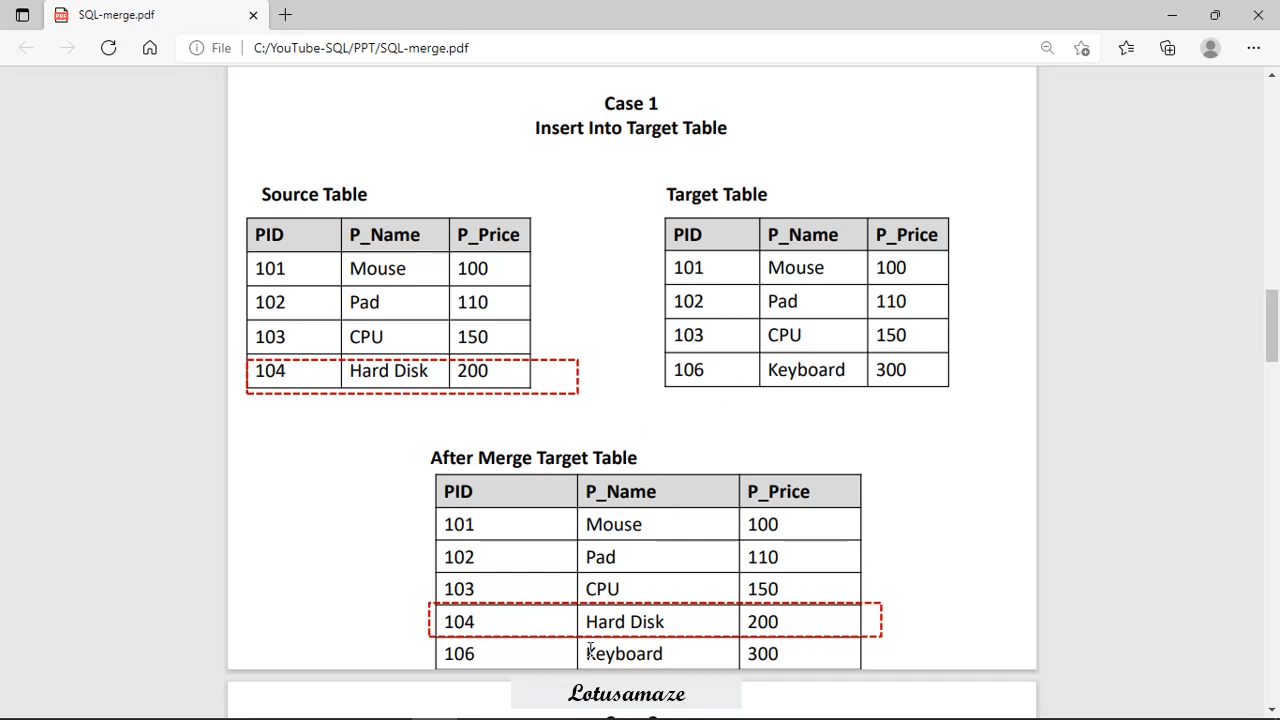 SQL-merge.pdf
File
C:/YouTube-SQL/PPT/SQL-merge.pdf
Case 1
Insert Into Target Table
Source Table
PID P_Name P_Price
101 Mouse 100
102 Pad 110
103 CPU 150
104 Hard Disk 200
Target Table
PID P_Name P_Price
101 Mouse 100
102 Pad 110
103 CPU 150
106 Keyboard 300
After Merge Target Table
PID P_Name P_Price
101 Mouse 100
102 Pad 110
103 CPU 150
104 Hard Disk 200
106 Keyboard 300
Lotusamaze